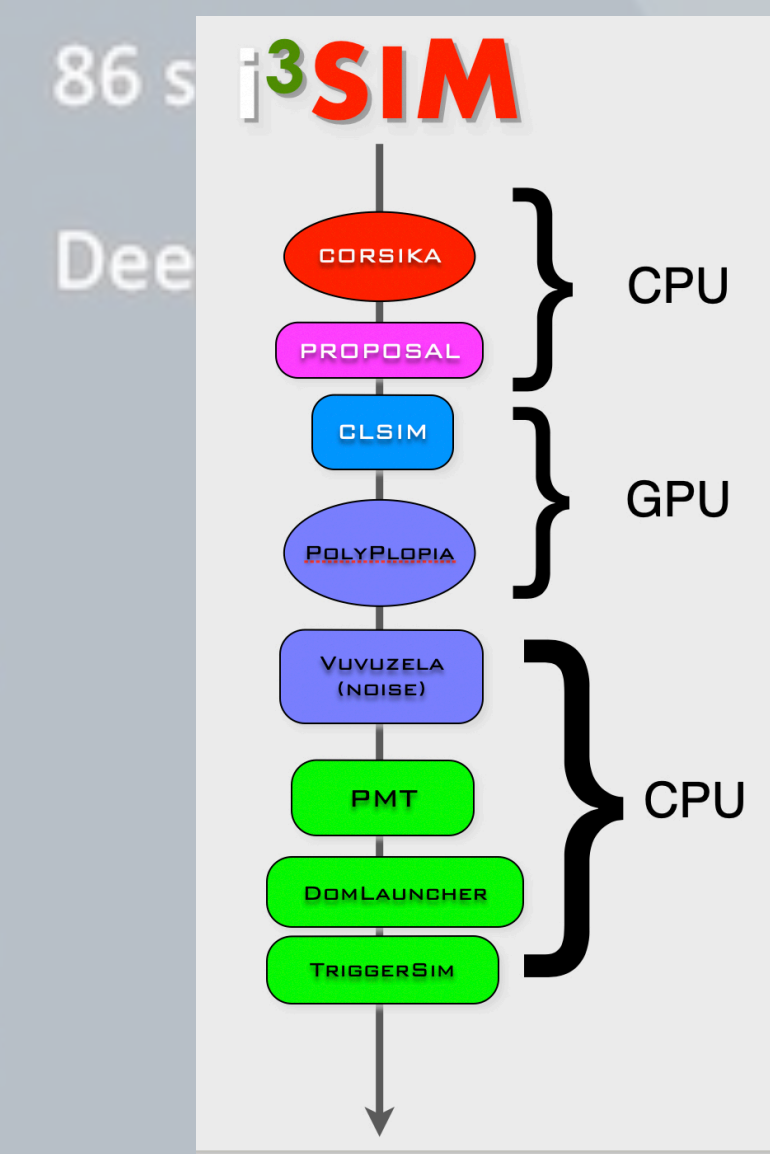 86 s
Dee
i³SIM
CORSIKA
CPU
PROPOSAL
CLSIM
GPU
POLYPLOPIA
VUVUZELA
(NOISE)
PMT
CPU
DOMLAUNCHER
TRIGGERSIM